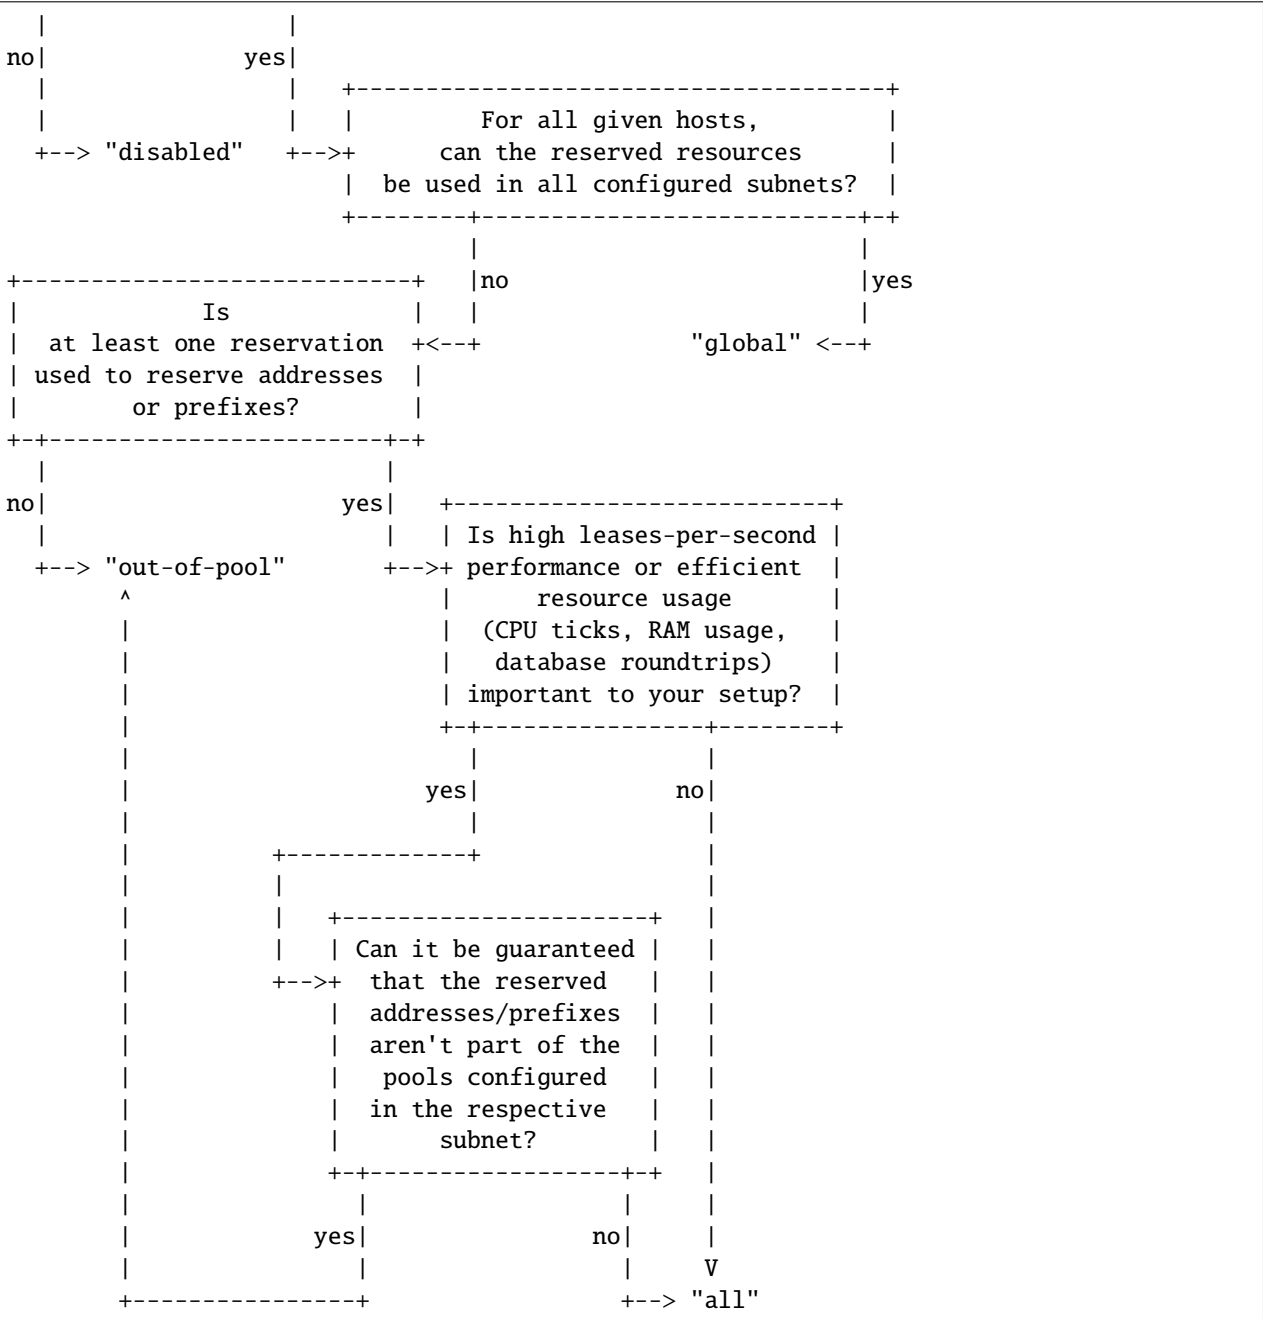 |                 |
no|              yes|
  |                 |   +--------------------------------------+
  |                 |   |         For all given hosts,         |
  +--> "disabled"   +-->+      can the reserved resources      |
                        |  be used in all configured subnets?  |
                        +--------+---------------------------+-+
                                 |                           |
+----------------------------+   |no                         |yes
|             Is             |   |                           |
|  at least one reservation  +<--+               "global" <--+
| used to reserve addresses  |
|        or prefixes?        |
+-+------------------------+-+
  |                        |
no|                     yes|   +---------------------------+
  |                        |   | Is high leases-per-second |
  +--> "out-of-pool"       +-->+ performance or efficient  |
        ^                      |      resource usage       |
        |                      |  (CPU ticks, RAM usage,   |
        |                      |   database roundtrips)    |
        |                      | important to your setup?  |
        |                      +-+----------------+--------+
        |                        |                |
        |                     yes|              no|
        |                        |                |
        |          +-------------+                |
        |          |                              |
        |          |   +----------------------+   |
        |          |   | Can it be guaranteed |   |
        |          +-->+  that the reserved   |   |
        |              |  addresses/prefixes  |   |
        |              |  aren't part of the  |   |
        |              |   pools configured   |   |
        |              |  in the respective   |   |
        |              |       subnet?        |   |
        |              +-+------------------+-+   |
        |                |                  |     |
        |             yes|                no|     |
        |                |                  |     V
        +----------------+                  +--> "all"